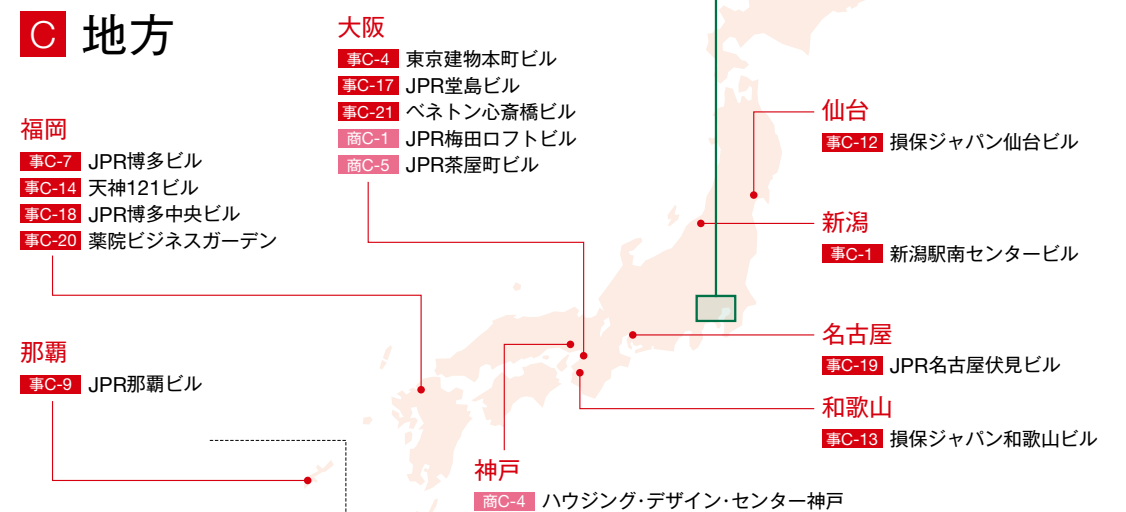 C 地方
福岡
事C-7 JPR博多ビル
事C-14 天神121ビル
事C-18 JPR博多中央ビル
事C-20 薬院ビジネスガーデン
那覇
事C-9 JPR那覇ビル
大阪
事C-4 東京建物本町ビル
事C-17 JPR堂島ビル
事C-21 ベネトン心斎橋ビル
商C-1 JPR梅田ロフトビル
商C-5 JPR茶屋町ビル
神戸
商C-4 ハウジング・デザイン・センター神戸
仙台
事C-12 損保ジャパン仙台ビル
新潟
事C-1 新潟駅南センタービル
名古屋
事C-19 JPR名古屋伏見ビル
和歌山
事C-13 損保ジャパン和歌山ビル